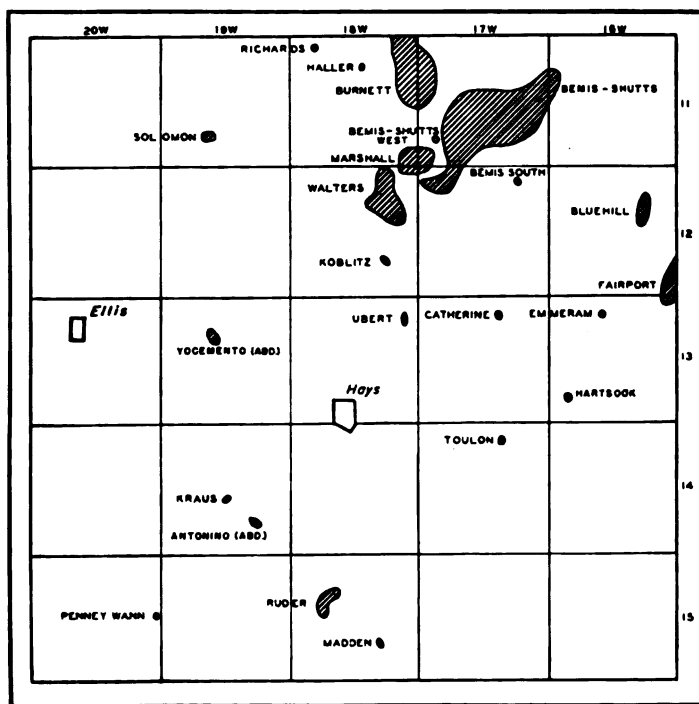 20W 19W 18W 17W 16W
RICHARDS
HALLER
BURNETT
BEMIS - SHUTTS
11
SOLOMON
BEMIS-SHUTTS
WEST
MARSHALL
BEMIS SOUTH
WALTERS
BLUEHILL
12
KOBLITZ
FAIRPORT
Ellis
UBERT
CATHERINE
EMMERAM
13
YOCEMENTO (ABD.)
Hays
HARTSOOK
TOULON
KRAUS
14
ANTONINO (ABD.)
RUDER
PENNEY WANN
15
MADDEN